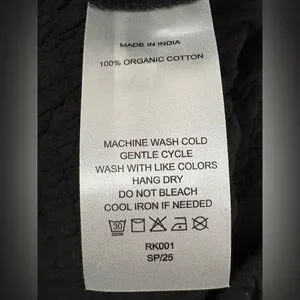 MADE IN INDIA
100% ORGANIC COTTON
MACHINE WASH COLD
GENTLE CYCLE
WASH WITH LIKE COLORS
HANG DRY
DO NOT BLEACH
COOL IRON IF NEEDED
30
RK001
SP/25